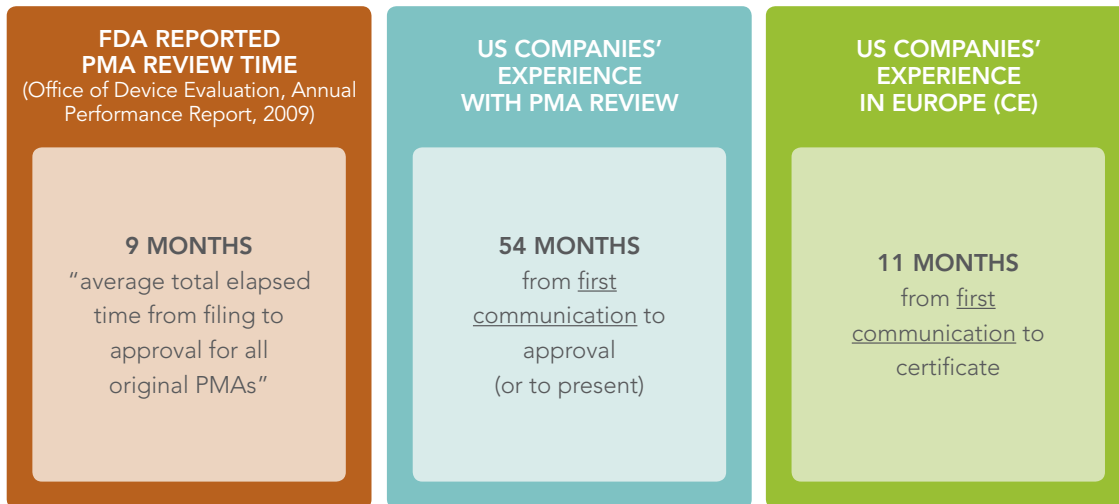 FDA REPORTED
PMA REVIEW TIME
(Office of Device Evaluation, Annual
Performance Report, 2009)
9 MONTHS
“average total elapsed
time from filing to
approval for all
original PMAs”
US COMPANIES’
EXPERIENCE
WITH PMA REVIEW
54 MONTHS
from first
communication to
approval
(or to present)
US COMPANIES’
EXPERIENCE
IN EUROPE (CE)
11 MONTHS
from first
communication to
certificate